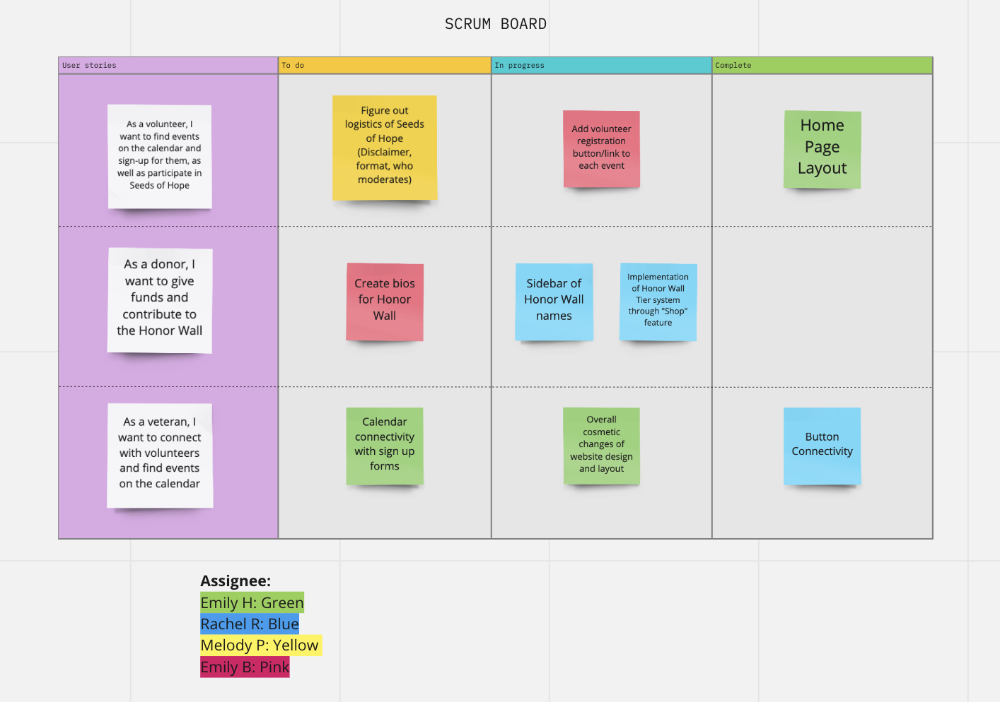 SCRUM BOARD
User stories
To do
In progress
Complete
As a volunteer, I
want to find events
on the calendar and
sign-up for them, as
well as participate in
Seeds of Hope
Figure out
logistics of Seeds
of Hope
(Disclaimer,
format, who
moderates)
Add volunteer
registration
button/link to
each event
Home
Page
Layout
As a donor, I
want to give
funds and
contribute to
the Honor Wall
Create bios
for Honor
Wall
Sidebar of
Honor Wall
names
Implementation
of Honor Wall
Tier system
through "Shop"
feature
As a veteran, I
want to connect
with volunteers
and find events
on the calendar
Calendar
connectivity
with sign up
forms
Overall
cosmetic
changes of
website design
and layout
Button
Connectivity
Assignee:
Emily H: Green
Rachel R: Blue
Melody P: Yellow
Emily B: Pink